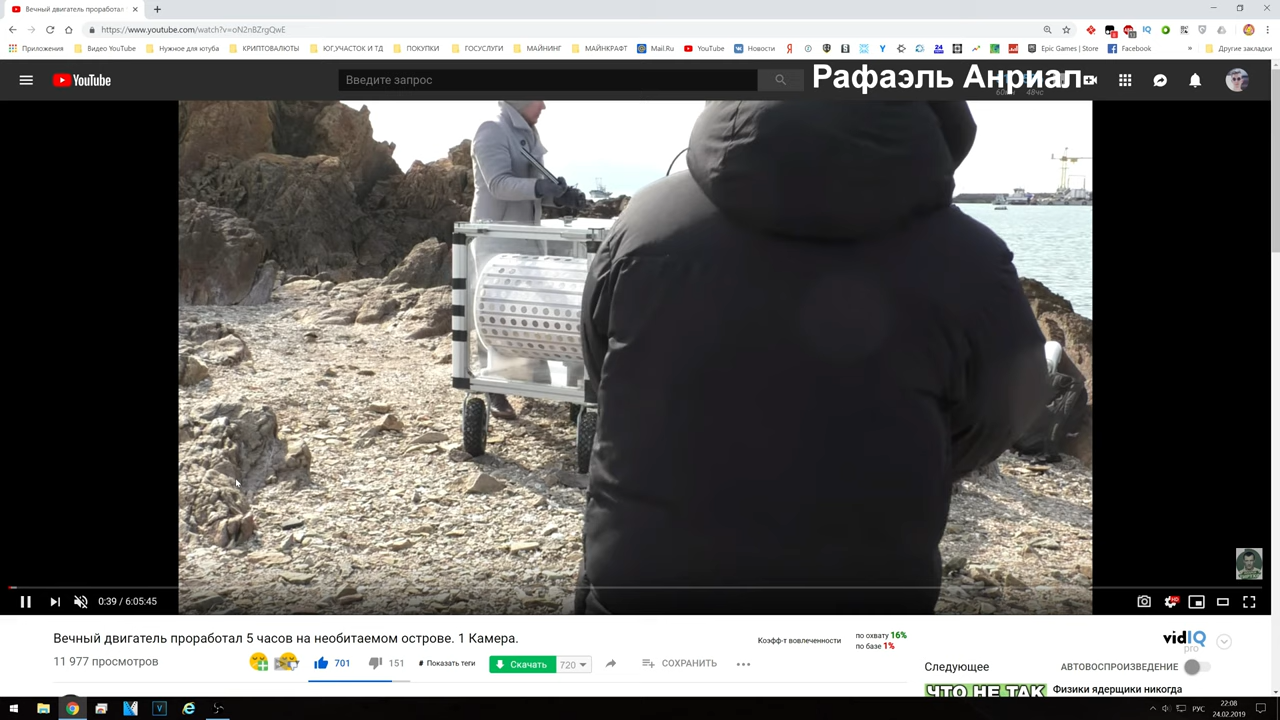 Вечный двигатель проработал
https://www.youtube.com/watch?v=oN2nBZrgQwE
Приложения
Видео YouTube
Нужное для ютуба
КРИПТОВАЛЮТЫ
ЮГ,УЧАСТОК И ТД
ПОКУПКИ
ГОСУСЛУГИ
МАЙНИНГ
МАЙНКРАФТ
Mail.Ru
YouTube
Новости
Epic Games | Store
Facebook
»
Другие закладки
YouTube
Введите запрос
Рафаэль Анриал
0:39 / 6:05:45
Вечный двигатель проработал 5 часов на необитаемом острове. 1 Камера.
11 977 просмотров
701
151
# Показать теги
Скачать
720
СОХРАНИТЬ
Коэфф-т вовлеченности
по охвату 16%
по базе 1%
vidIQ
pro
Следующее
АВТОВОСПРОИЗВЕДЕНИЕ
ЧТО НЕ ТАК
Физики ядерщики никогда
РУС
22:08
24.02.2019